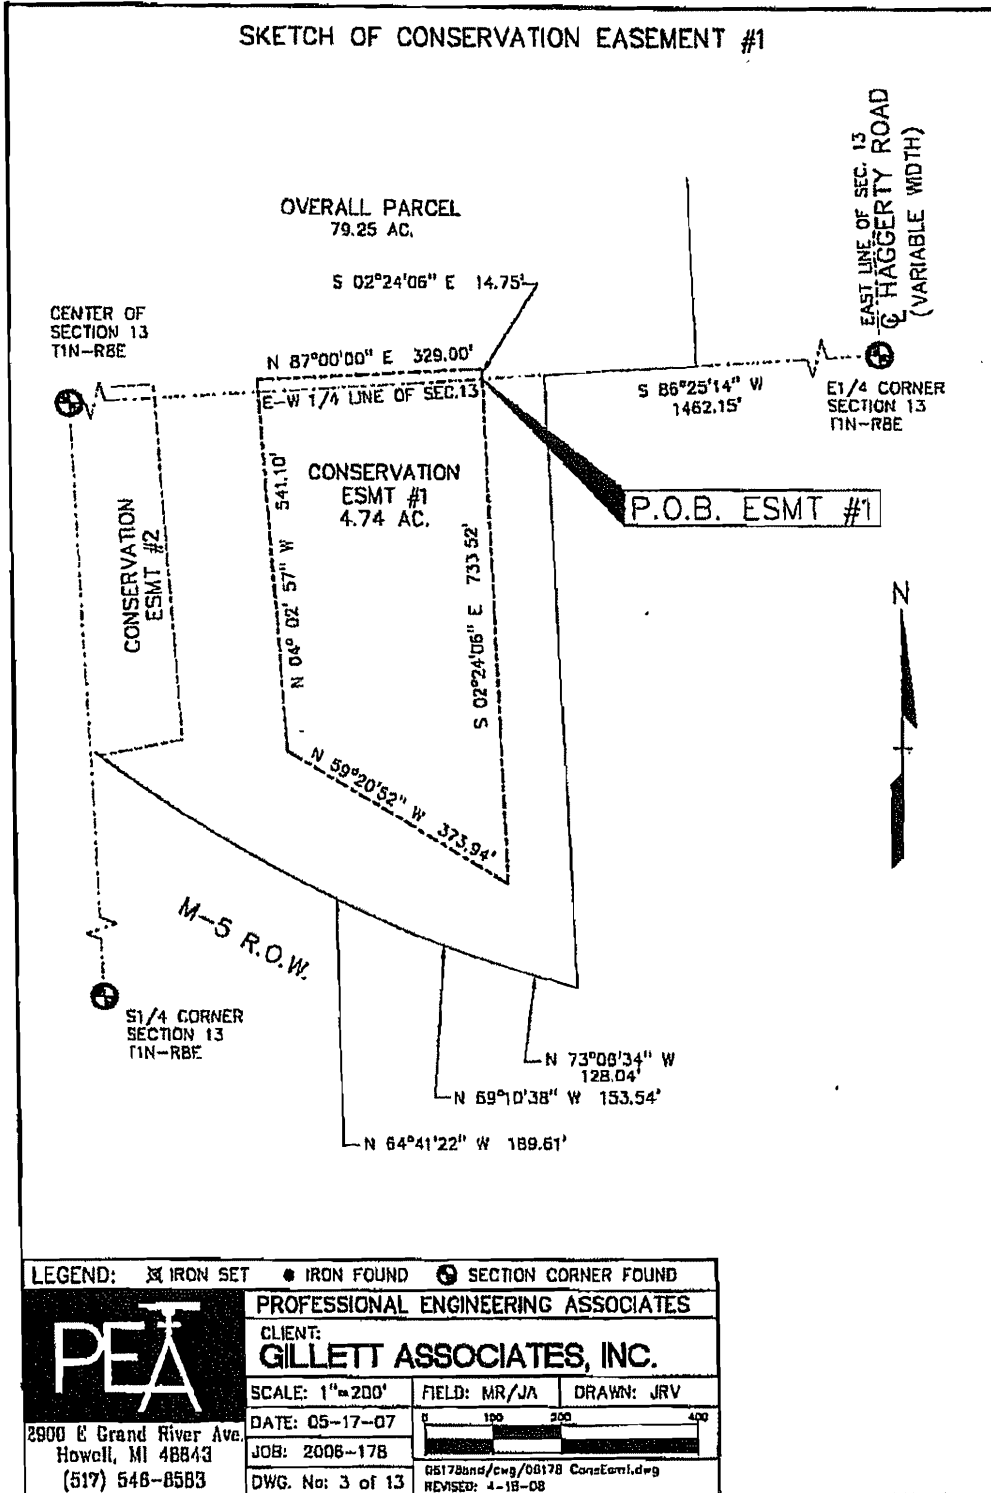 SKETCH OF CONSERVATION EASEMENT #1
EAST LINE OF SEC. 13
℄ HAGGERTY ROAD
(VARIABLE WIDTH)
OVERALL PARCEL
79.25 AC.
S 02°24'06" E 14.75'
CENTER OF
SECTION 13
T1N-R8E
N 87°00'00" E 329.00'
E-W 1/4 LINE OF SEC.13
S 86°25'14" W
1462.15'
E1/4 CORNER
SECTION 13
T1N-R8E
CONSERVATION
ESMT #1
4.74 AC.
P.O.B. ESMT #1
CONSERVATION
ESMT #2
N 04° 02' 57" W 541.10'
S 02°24'06" E 733.52'
N
N 59°20'52" W 373.94'
M-5 R.O.W.
S1/4 CORNER
SECTION 13
T1N-R8E
N 73°06'34" W
128.04'
N 69°10'38" W 153.54'
N 64°41'22" W 189.61'
LEGEND: IRON SET IRON FOUND SECTION CORNER FOUND
PEA
PROFESSIONAL ENGINEERING ASSOCIATES
CLIENT:
GILLETT ASSOCIATES, INC.
SCALE: 1"=200'
FIELD: MR/JA
DRAWN: JRV
DATE: 05-17-07
0 100 200 400
JOB: 2006-178
DWG. No: 3 of 13
REVISED: 4-18-08
2900 E Grand River Ave.
Howell, MI 48843
(517) 546-8583